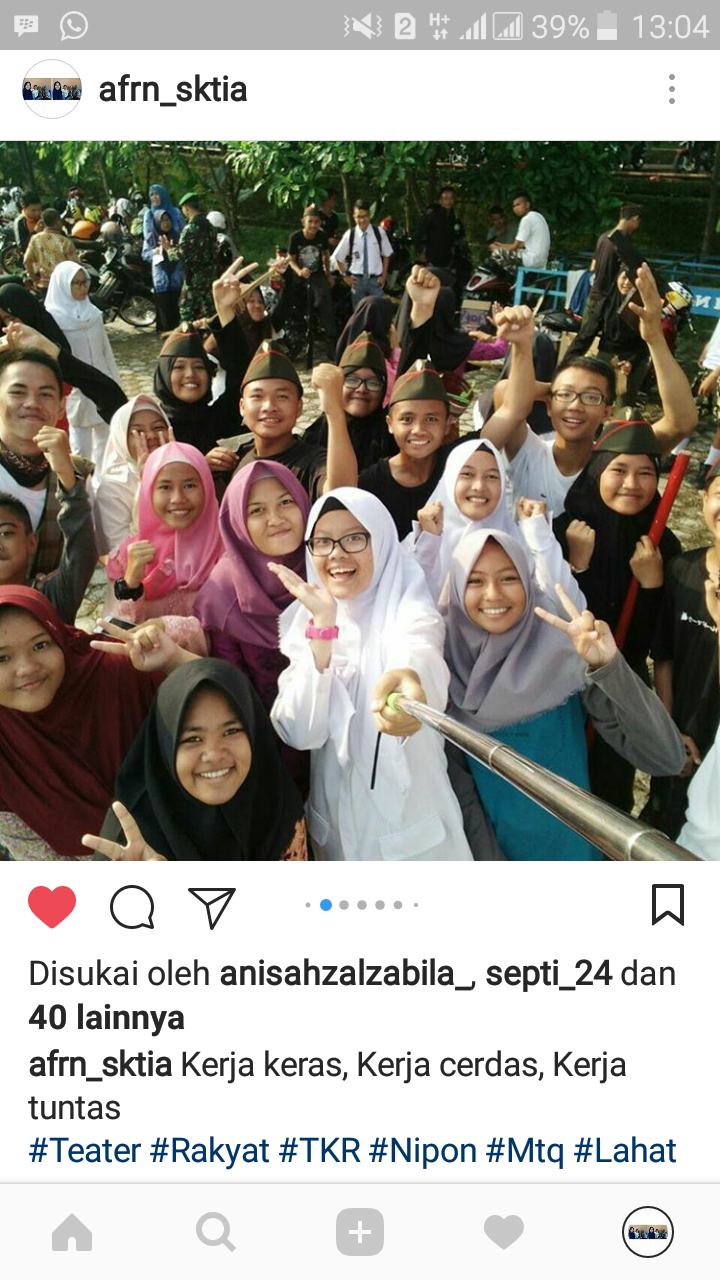 2 H+ 39% 13:04
afrn_sktia
Disukai oleh anisahzalzabila_, septi_24 dan
40 lainnya
afrn_sktia Kerja keras, Kerja cerdas, Kerja
tuntas
#Teater #Rakyat #TKR #Nipon #Mtq #Lahat